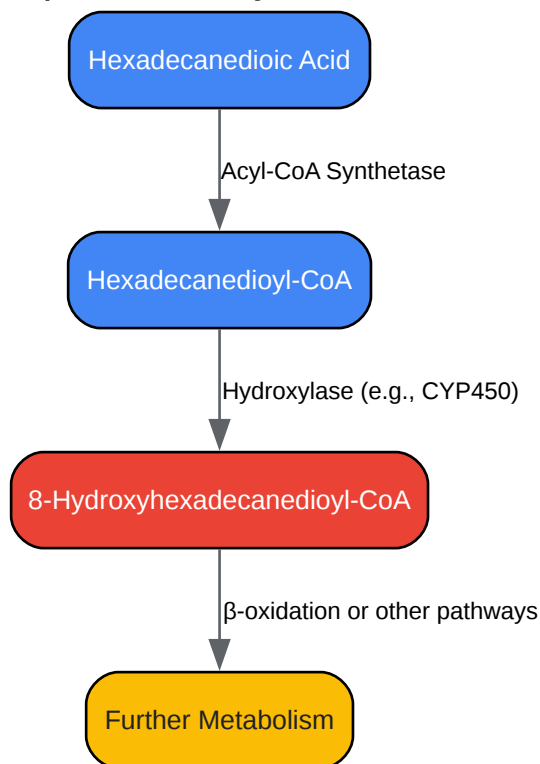 Hexadecanedioic Acid
Acyl-CoA Synthetase
Hexadecanedioyl-CoA
Hydroxylase (e.g., CYP450)
8-Hydroxyhexadecanedioyl-CoA
β-oxidation or other pathways
Further Metabolism